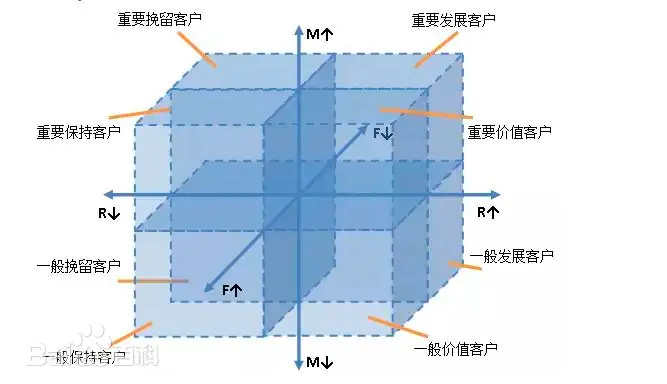 重要挽留客户
M↑
重要发展客户
重要保持客户
F↓
重要价值客户
R↓
R↑
一般挽留客户
F↑
一般发展客户
一般保持客户
M↓
一般价值客户
Bai百科